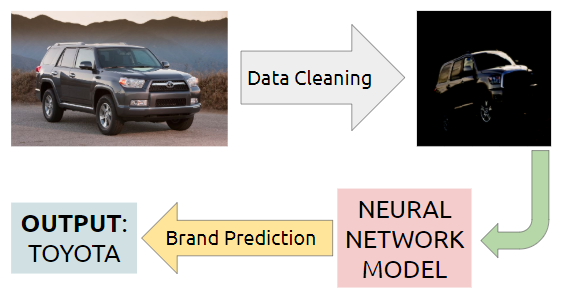 Data Cleaning
NEURAL
NETWORK
MODEL
Brand Prediction
OUTPUT:
TOYOTA